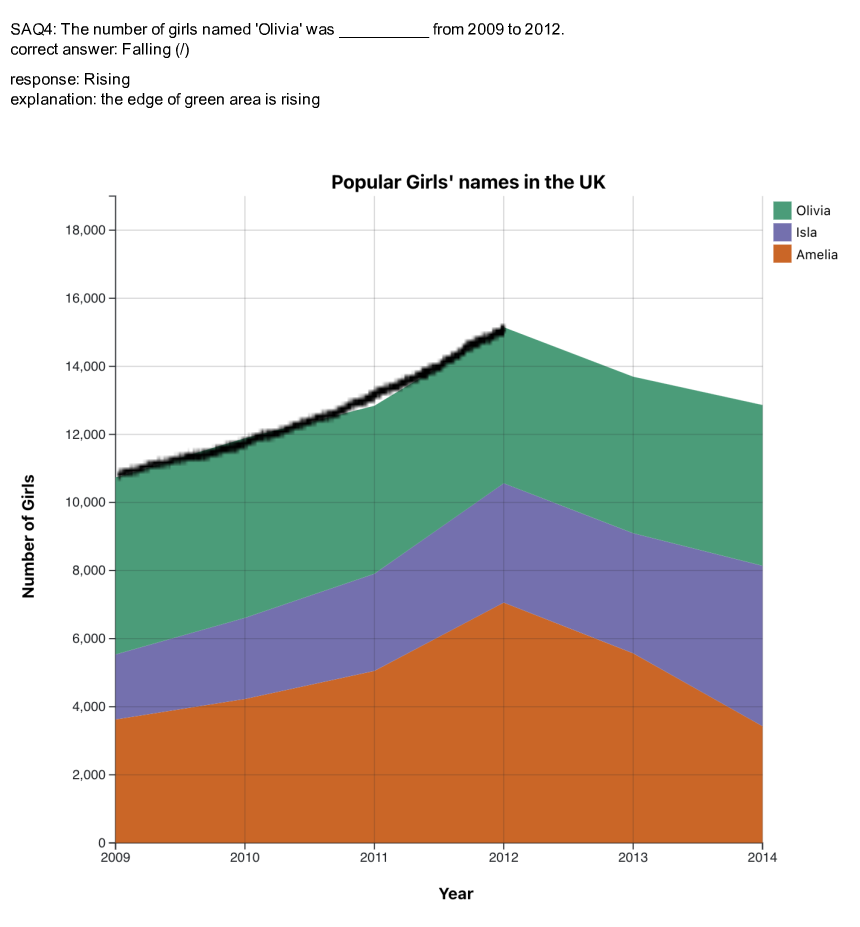 SAQ4: The number of girls named 'Olivia' was ___________ from 2009 to 2012.
correct answer: Falling (/)
response: Rising
explanation: the edge of green area is rising
Popular Girls' names in the UK
Olivia
Isla
Amelia
18,000
16,000
14,000
12,000
10,000
8,000
6,000
4,000
2,000
0
Number of Girls
2009 2010 2011 2012 2013 2014
Year